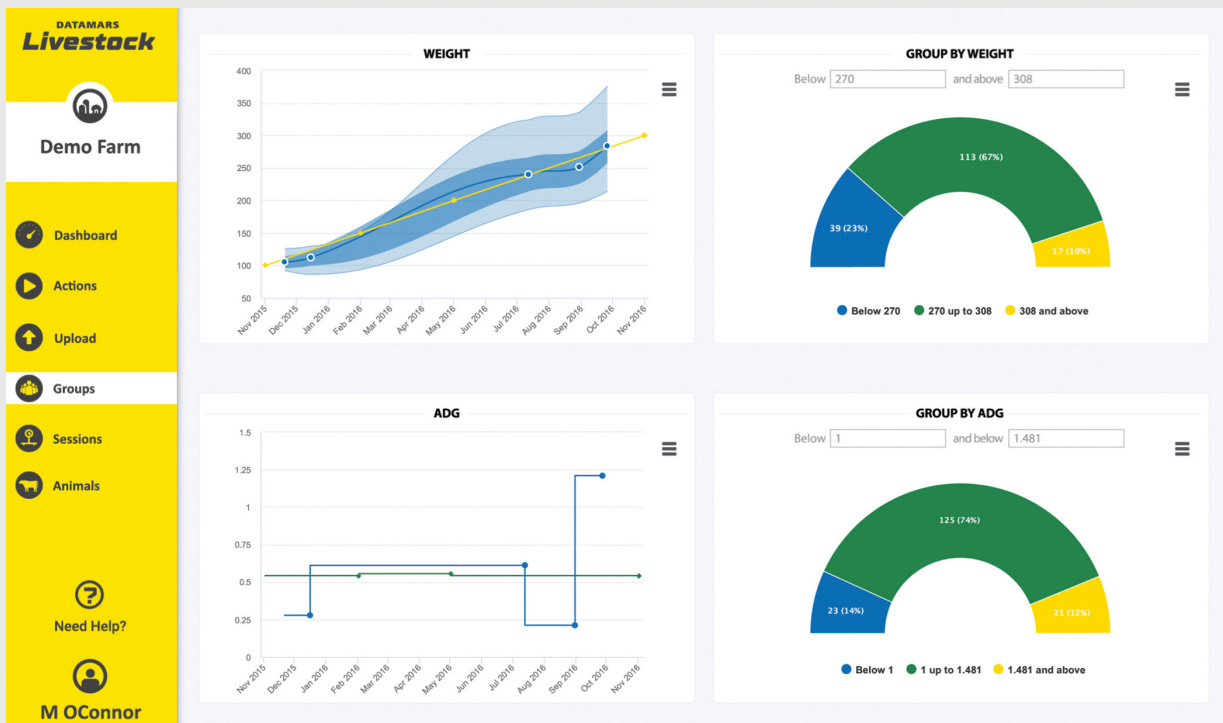 DATAMARS
Livestock
Demo Farm
Dashboard
Actions
Upload
Groups
Sessions
Animals
Need Help?
M OConnor
WEIGHT
400
350
300
250
200
150
100
50
Nov 2015
Dec 2015
Jan 2016
Feb 2016
Mar 2016
Apr 2016
May 2016
Jun 2016
Jul 2016
Aug 2016
Sep 2016
Oct 2016
Nov 2016
GROUP BY WEIGHT
Below 270 and above 308
113 (67%)
39 (23%)
17 (10%)
Below 270 270 up to 308 308 and above
ADG
1.5
1.25
1
0.75
0.5
0.25
0
Nov 2015
Dec 2015
Jan 2016
Feb 2016
Mar 2016
Apr 2016
May 2016
Jun 2016
Jul 2016
Aug 2016
Sep 2016
Oct 2016
Nov 2016
GROUP BY ADG
Below 1 and below 1.481
125 (74%)
23 (14%)
21 (12%)
Below 1 1 up to 1.481 1.481 and above